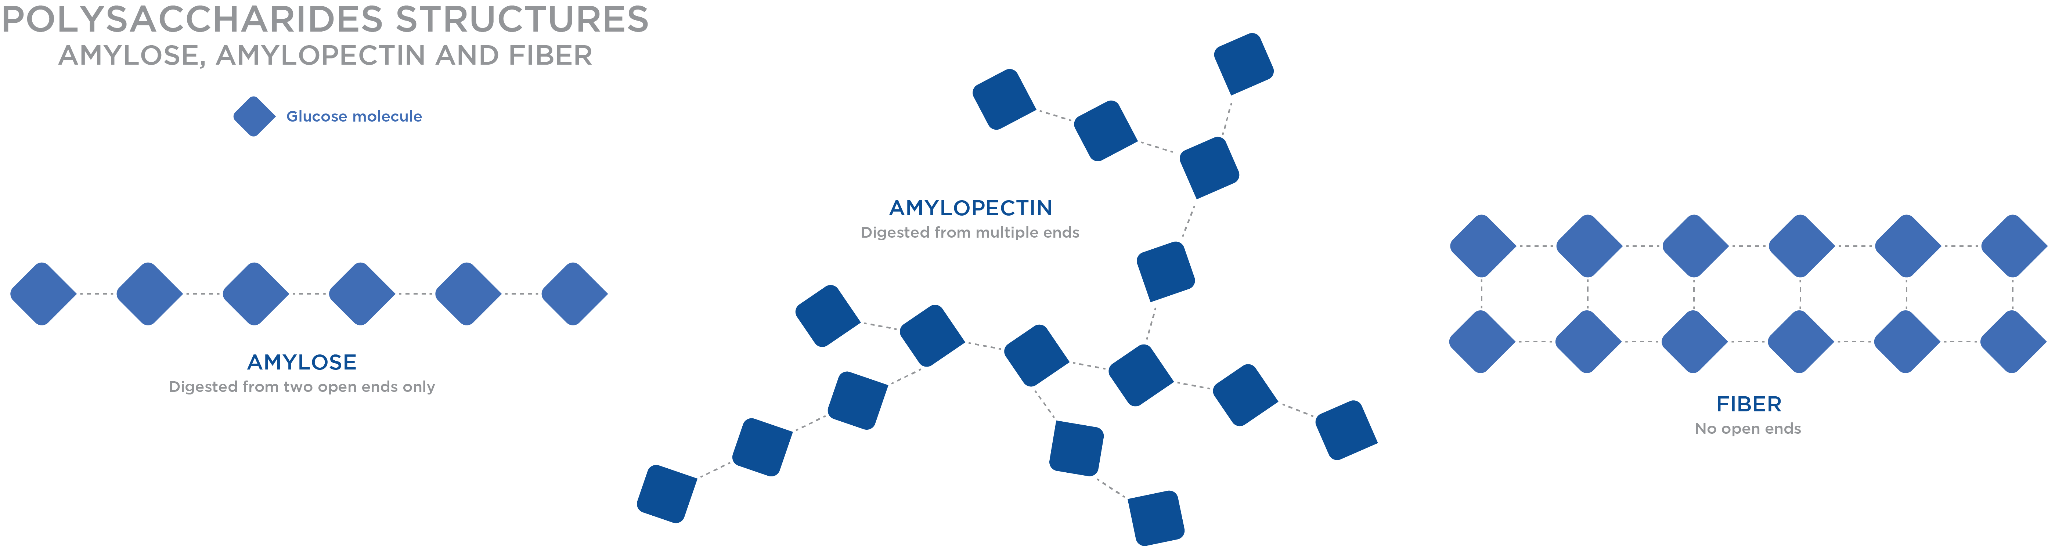 POLYSACCHARIDES STRUCTURES
AMYLOSE, AMYLOPECTIN AND FIBER
Glucose molecule
AMYLOSE
Digested from two open ends only
AMYLOPECTIN
Digested from multiple ends
FIBER
No open ends